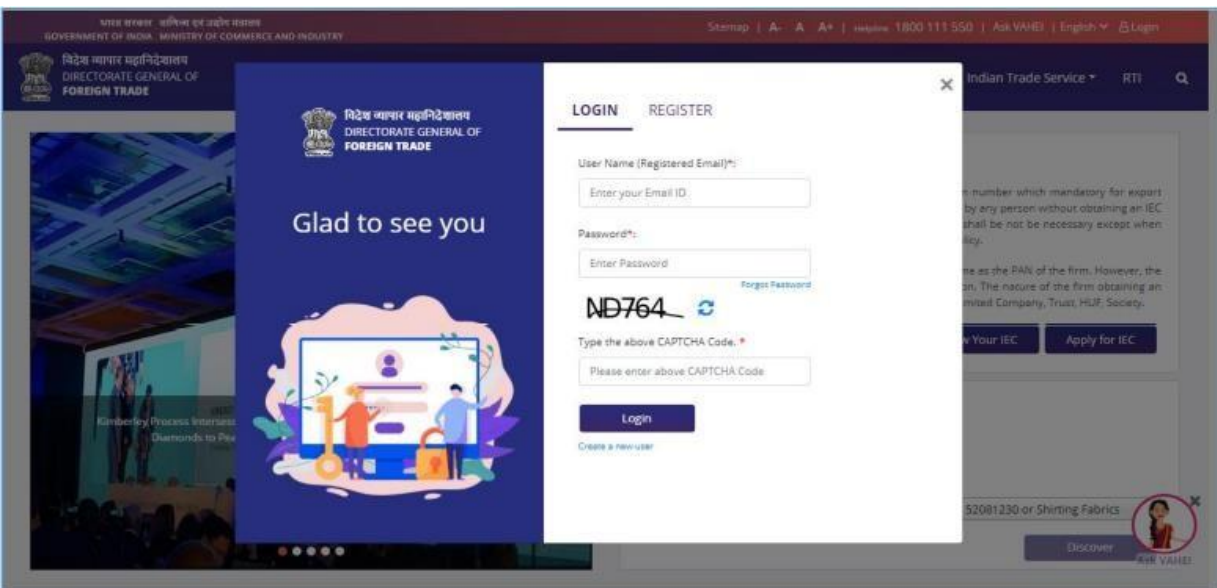 भारत सरकार वाणिज्य एवं उद्योग मंत्रालय
GOVERNMENT OF INDIA MINISTRY OF COMMERCE AND INDUSTRY
Sitemap | A- A A+ | Helpline 1800 111 550 | Ask VAHEI | English Login
विदेश व्यापार महानिदेशालय
DIRECTORATE GENERAL OF
FOREIGN TRADE
Indian Trade Service RTI
विदेश व्यापार महानिदेशालय
DIRECTORATE GENERAL OF
FOREIGN TRADE
Glad to see you
×
LOGIN REGISTER
User Name (Registered Email)*:
Enter your Email ID
Password*:
Enter Password
Forgot Password
ND764
Type the above CAPTCHA Code. *
Please enter above CAPTCHA Code
Login
Create a new user
number which mandatory for export
by any person without obtaining an IEC
shall be not be necessary except when
me as the PAN of the firm. However, the
The nature of the firm obtaining an
Company, Trust, HUF, Society.
Your IEC
Apply for IEC
Kimberley Process
Diamonds to
52081230 or Shirting Fabrics
Discover
Ask VAHEI